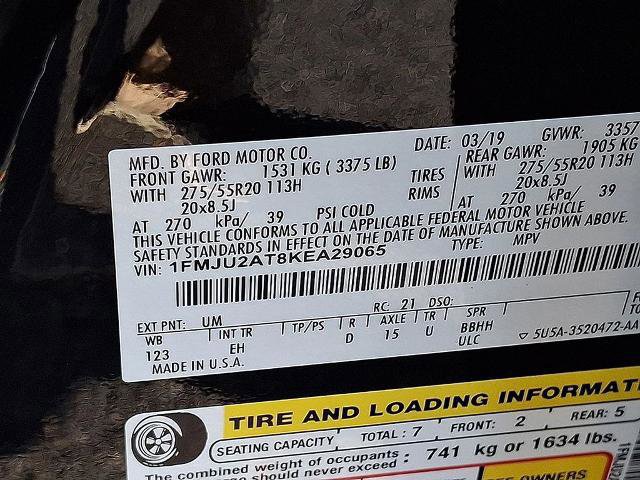 MFD. BY FORD MOTOR CO. DATE: 03/19 GVWR: 3357
FRONT GAWR: 1531 KG ( 3375 LB) REAR GAWR: 1905 KG
WITH 275/55R20 113H TIRES WITH 275/55R20 113H
20x8.5J RIMS 20x8.5J
AT 270 kPa/ 39 PSI COLD AT 270 kPa/ 39
THIS VEHICLE CONFORMS TO ALL APPLICABLE FEDERAL MOTOR VEHICLE
SAFETY STANDARDS IN EFFECT ON THE DATE OF MANUFACTURE SHOWN ABOVE.
VIN: 1FMJU2AT8KEA29065 TYPE: MPV
EXT PNT: UM RC: 21 DSO:
WB INT TR TP/PS R AXLE TR SPR
123 EH D 15 U BBHH
ULC 5U5A-3520472-AA
MADE IN U.S.A.
TIRE AND LOADING INFORMAT
SEATING CAPACITY TOTAL: 7 FRONT: 2 REAR: 5
The combined weight of occupants : 741 kg or 1634 lbs.
should never exceed
OWNERS